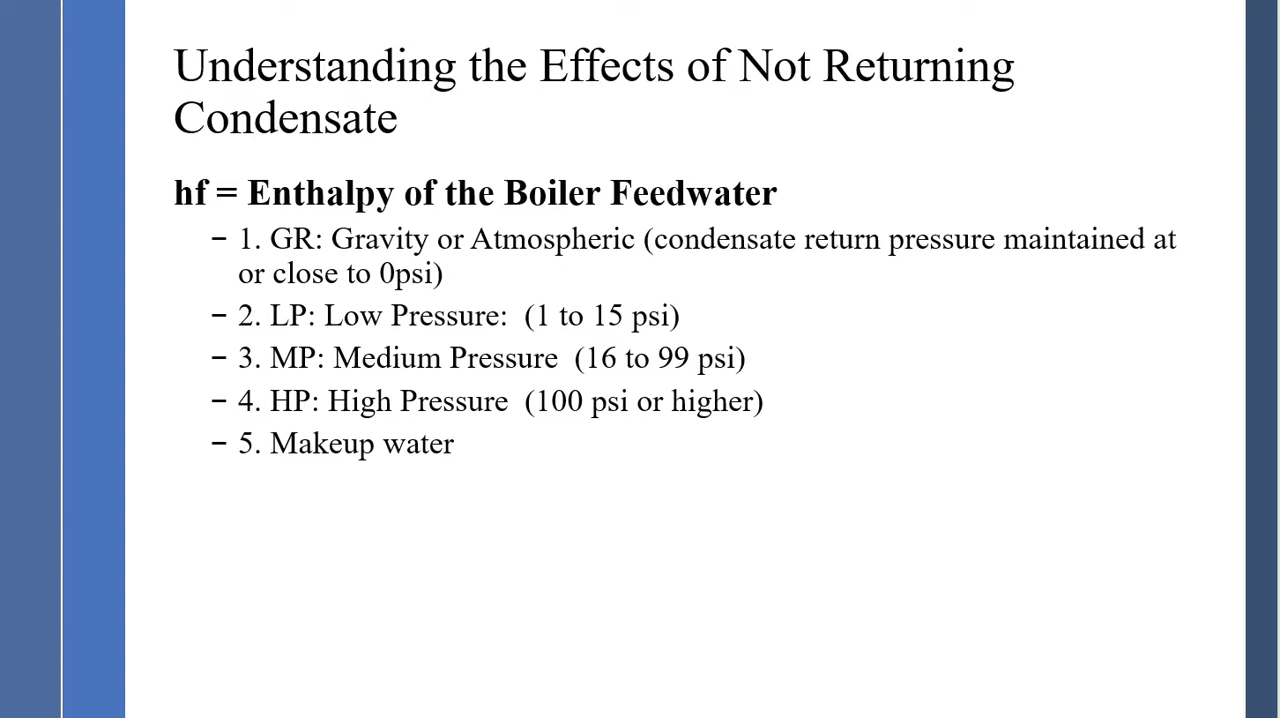 Understanding the Effects of Not Returning
Condensate
hf = Enthalpy of the Boiler Feedwater
– 1. GR: Gravity or Atmospheric (condensate return pressure maintained at
or close to 0psi)
– 2. LP: Low Pressure:  (1 to 15 psi)
– 3. MP: Medium Pressure  (16 to 99 psi)
– 4. HP: High Pressure  (100 psi or higher)
– 5. Makeup water